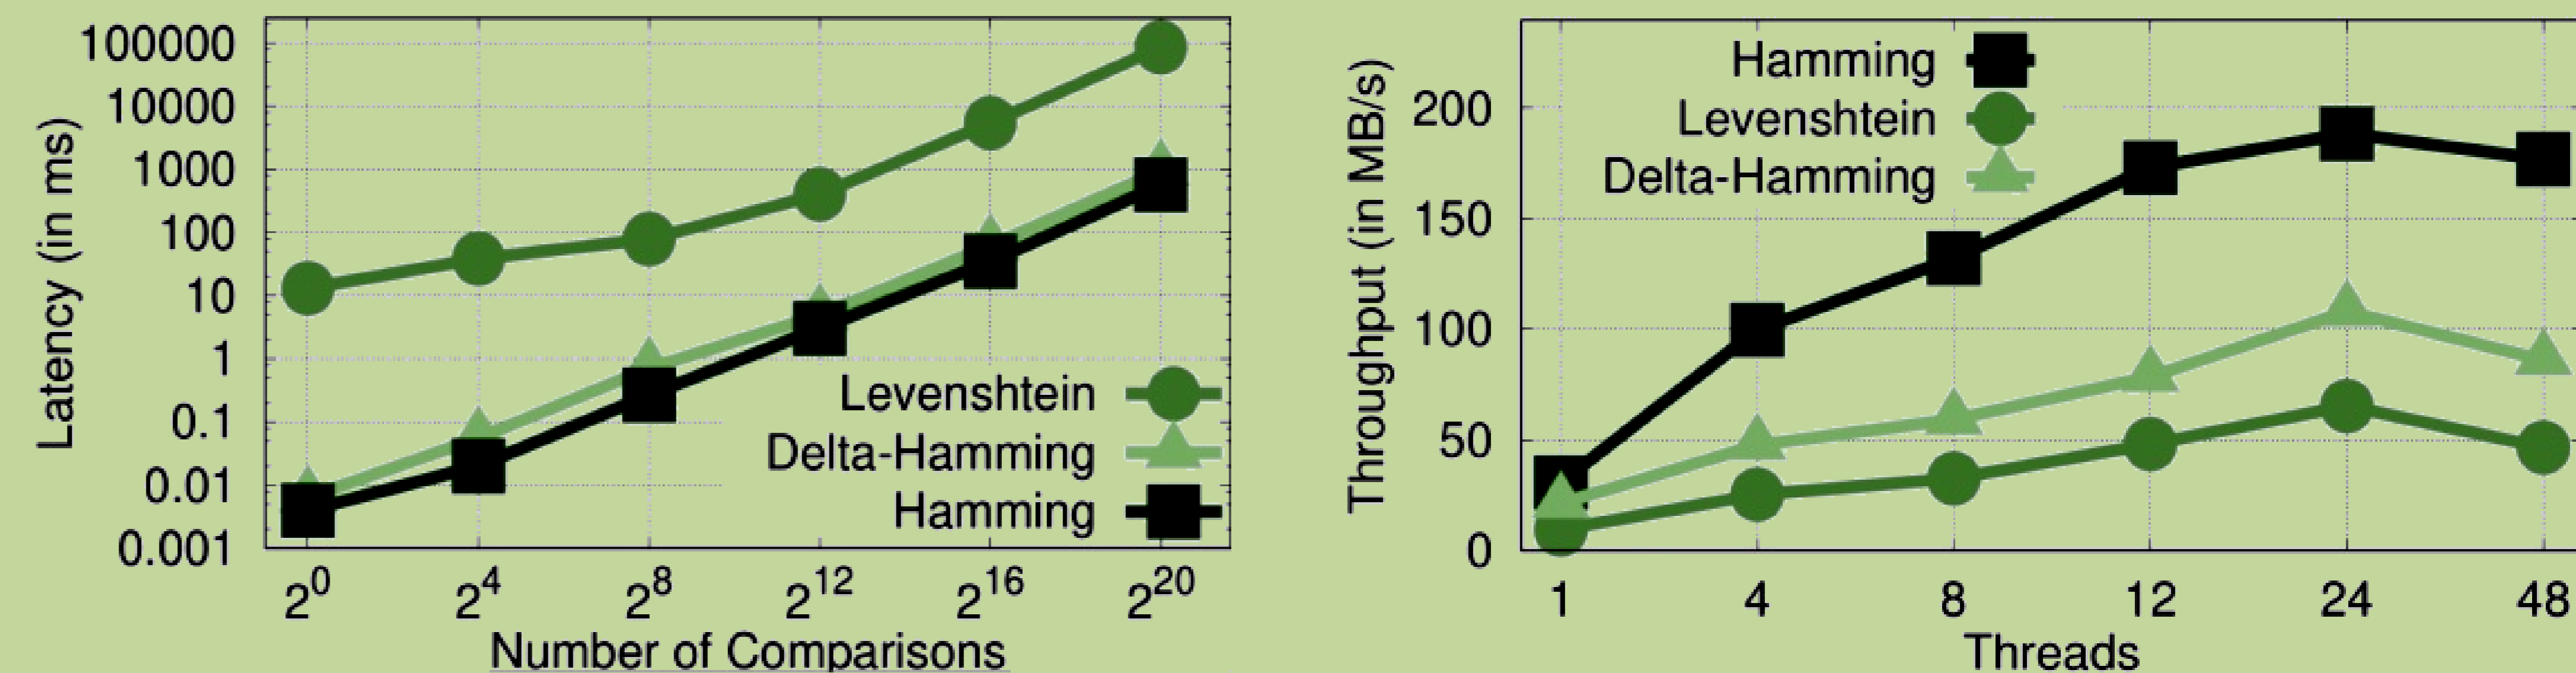 Latency (in ms)
100000
10000
1000
100
10
1
0.1
0.01
0.001
Levenshtein
Delta-Hamming
Hamming
2^0 2^4 2^8 2^12 2^16 2^20
Number of Comparisons
Throughput (in MB/s)
200
150
100
50
0
Hamming
Levenshtein
Delta-Hamming
1 4 8 12 24 48
Threads